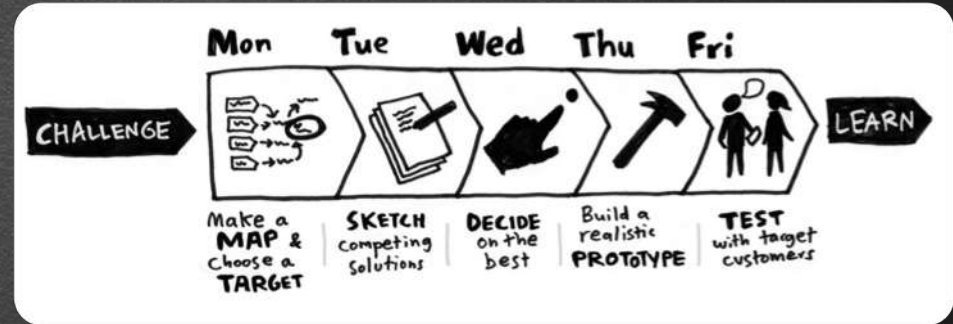 Mon Tue Wed Thu Fri
CHALLENGE
LEARN
Make a
MAP &
Choose a
TARGET
SKETCH
competing
solutions
DECIDE
on the
best
Build a
realistic
PROTOTYPE
TEST
with target
customers